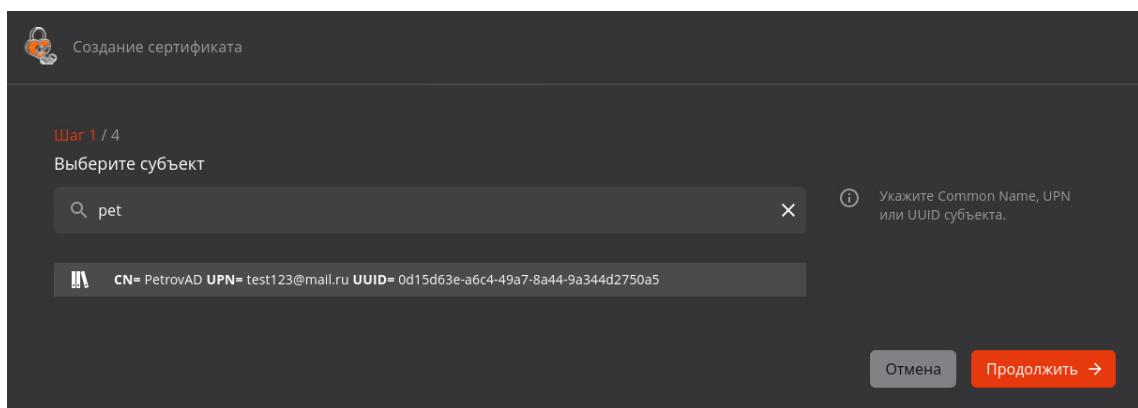 Создание сертификата
Шаг 1 / 4
Выберите субъект
pet
Укажите Common Name, UPN
или UUID субъекта.
CN= PetrovAD UPN= test123@mail.ru UUID= 0d15d63e-a6c4-49a7-8a44-9a344d2750a5
Отмена
Продолжить →